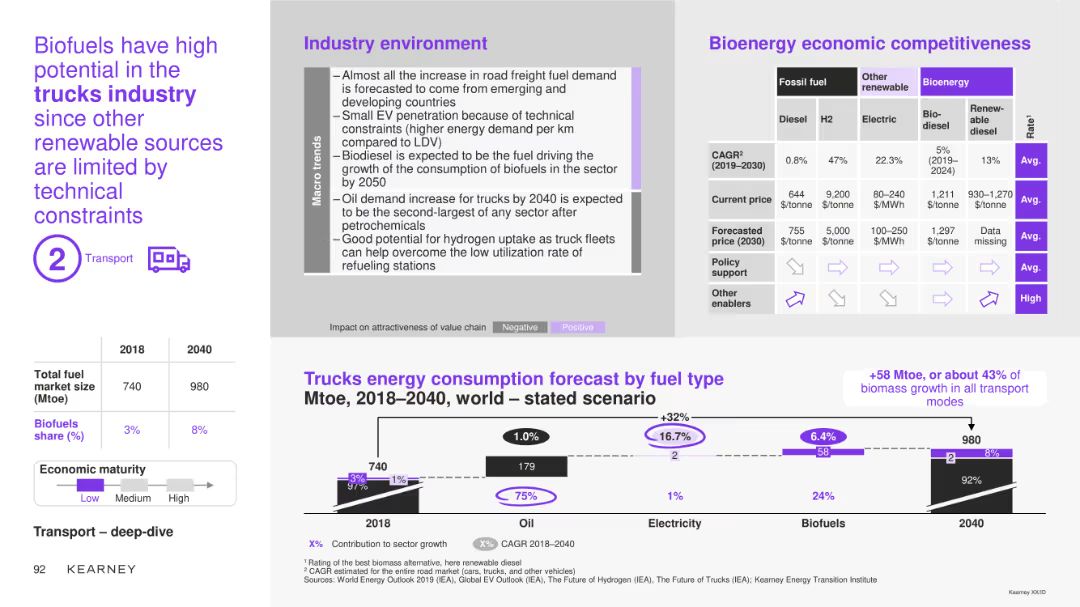 Biofuels have high
potential in the
trucks industry
since other
renewable sources
are limited by
technical
constraints
2 Transport
2018 2040
Total fuel
market size
(Mtoe)
740 980
Biofuels
share (%)
3% 8%
Economic maturity
Low Medium High
Transport – deep-dive
92 KEARNEY
Industry environment
Macro trends
–Almost all the increase in road freight fuel demand
is forecasted to come from emerging and
developing countries
–Small EV penetration because of technical
constraints (higher energy demand per km
compared to LDV)
–Biodiesel is expected to be the fuel driving the
growth of the consumption of biofuels in the sector
by 2050
–Oil demand increase for trucks by 2040 is expected
to be the second-largest of any sector after
petrochemicals
–Good potential for hydrogen uptake as truck fleets
can help overcome the low utilization rate of
refueling stations
Impact on attractiveness of value chain Negative Positive
Bioenergy economic competitiveness
Fossil fuel
Other
renewable
Bioenergy
Diesel
H2
Electric
Bio-
diesel
Renew-
able
diesel
Rate¹
CAGR²
(2019–2030)
0.8%
47%
22.3%
5%
(2019–
2024)
13%
Avg.
Current price
644
$/tonne
9,200
$/tonne
80–240
$/MWh
1,211
$/tonne
930–1,270
$/tonne
Avg.
Forecasted
price (2030)
755
$/tonne
5,000
$/tonne
100–250
$/MWh
1,297
$/tonne
Data
missing
Avg.
Policy
support
Avg.
Other
enablers
High
Trucks energy consumption forecast by fuel type
Mtoe, 2018–2040, world – stated scenario
+58 Mtoe, or about 43% of
biomass growth in all transport
modes
+32%
1.0% 16.7% 6.4% 980
740 179 2 58 2 8%
3% 1%
97% 92%
75% 1% 24%
2018 Oil Electricity Biofuels 2040
X% Contribution to sector growth X% CAGR 2018–2040
¹ Rating of the best biomass alternative, here renewable diesel
² CAGR estimated for the entire road market (cars, trucks, and other vehicles)
Sources: World Energy Outlook 2019 (IEA), Global EV Outlook (IEA), The Future of Hydrogen (IEA), The Future of Trucks (IEA); Kearney Energy Transition Institute